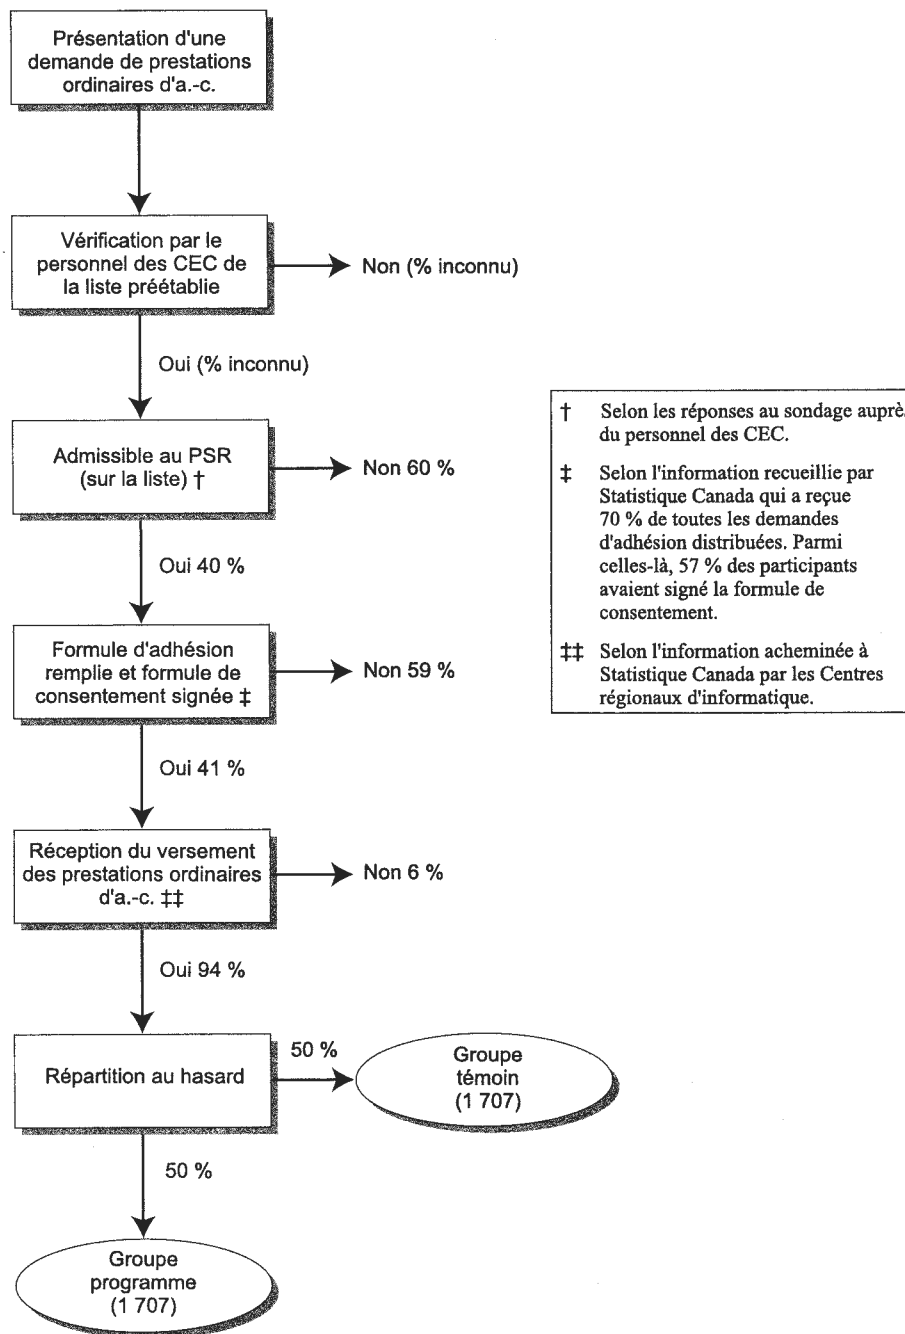 Présentation d'une
demande de prestations
ordinaires d'a.-c.
Vérification par le
personnel des CEC de
la liste préétablie
Non (% inconnu)
Oui (% inconnu)
Admissible au PSR
(sur la liste) †
Non 60 %
Oui 40 %
Formule d'adhésion
remplie et formule de
consentement signée ‡
Non 59 %
Oui 41 %
Réception du versement
des prestations ordinaires
d'a.-c. ‡‡
Non 6 %
Oui 94 %
Répartition au hasard
50 %
Groupe
témoin
(1 707)
50 %
Groupe
programme
(1 707)
† Selon les réponses au sondage auprè
du personnel des CEC.
‡ Selon l'information recueillie par
Statistique Canada qui a reçue
70 % de toutes les demandes
d'adhésion distribuées. Parmi
celles-là, 57 % des participants
avaient signé la formule de
consentement.
‡‡ Selon l'information acheminée à
Statistique Canada par les Centres
régionaux d'informatique.